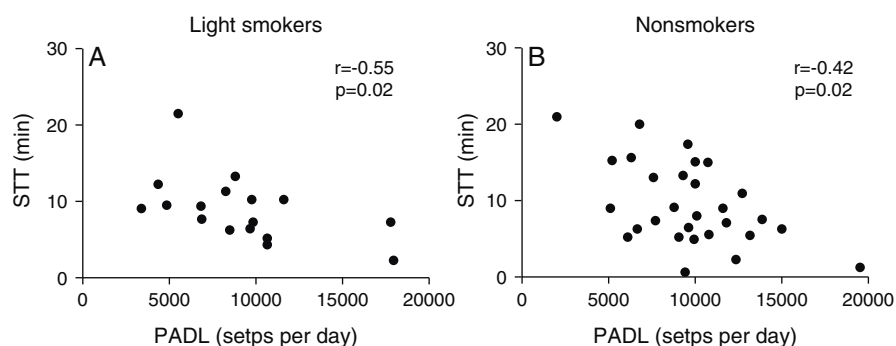 Light smokers
A
r=-0.55
p=0.02
STT (min)
30
20
10
0
0 5000 10000 15000 20000
PADL (setps per day)
Nonsmokers
B
r=-0.42
p=0.02
STT (min)
30
20
10
0
0 5000 10000 15000 20000
PADL (setps per day)